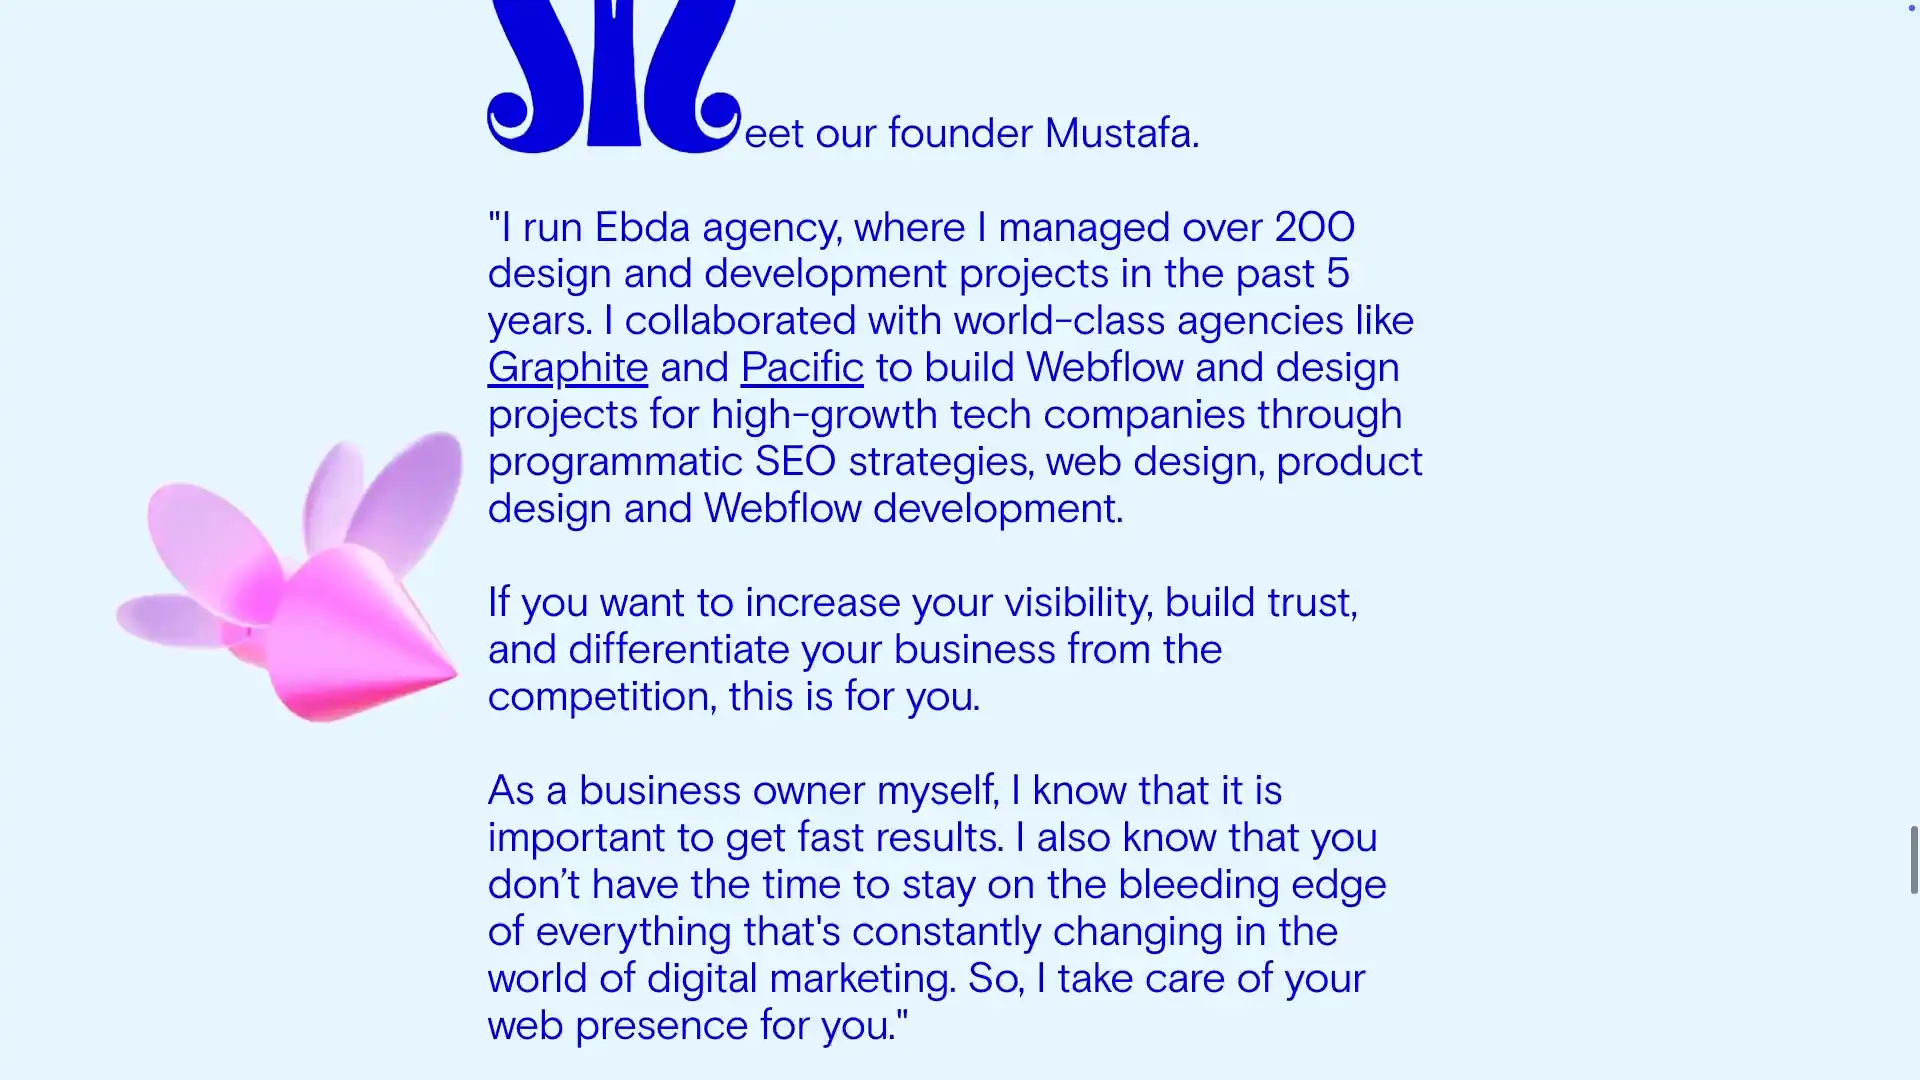 Meet our founder Mustafa.
"I run Ebda agency, where I managed over 200
design and development projects in the past 5
years. I collaborated with world-class agencies like
Graphite and Pacific to build Webflow and design
projects for high-growth tech companies through
programmatic SEO strategies, web design, product
design and Webflow development.
If you want to increase your visibility, build trust,
and differentiate your business from the
competition, this is for you.
As a business owner myself, I know that it is
important to get fast results. I also know that you
don’t have the time to stay on the bleeding edge
of everything that's constantly changing in the
world of digital marketing. So, I take care of your
web presence for you."